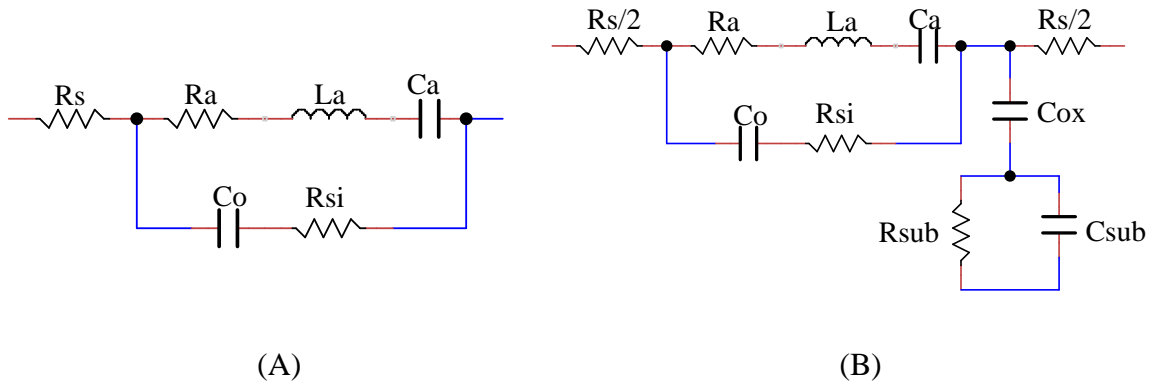 Rs
Ra
La
Ca
Co
Rsi
(A)
Rs/2
Ra
La
Ca
Rs/2
Co
Rsi
Cox
Rsub
Csub
(B)